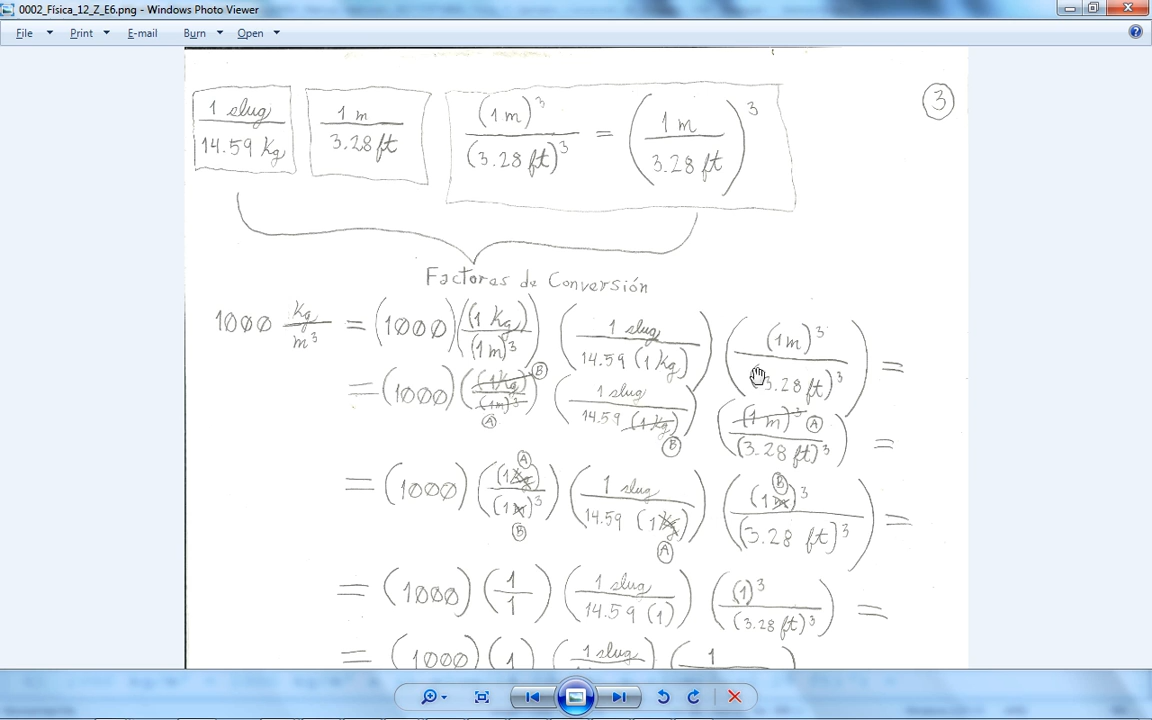 0002_Física_12_Z_E6.png - Windows Photo Viewer
File Print E-mail Burn Open
3
1 slug / 14.59 Kg   1 m / 3.28 ft   (1 m)³ / (3.28 ft)³ = (1 m / 3.28 ft)³
Factores de Conversión
1000 Kg / m³ = (1000) ((1 Kg) / (1 m)³) (1 slug / 14.59 (1 Kg)) ((1 m)³ / (3.28 ft)³) =
= (1000) ((1 Kg) / (1 m)³) (1 slug / 14.59 (1 Kg)) ((1 m)³ / (3.28 ft)³) = B A B A
= (1000) ((1 Kg) / (1 m)³) (1 slug / 14.59 (1 Kg)) ((1 m)³ / (3.28 ft)³) = A B A B
= (1000) (1 / 1) (1 slug / 14.59 (1)) ((1)³ / (3.28 ft)³) =
= (1000) (1) (1 slug) (1